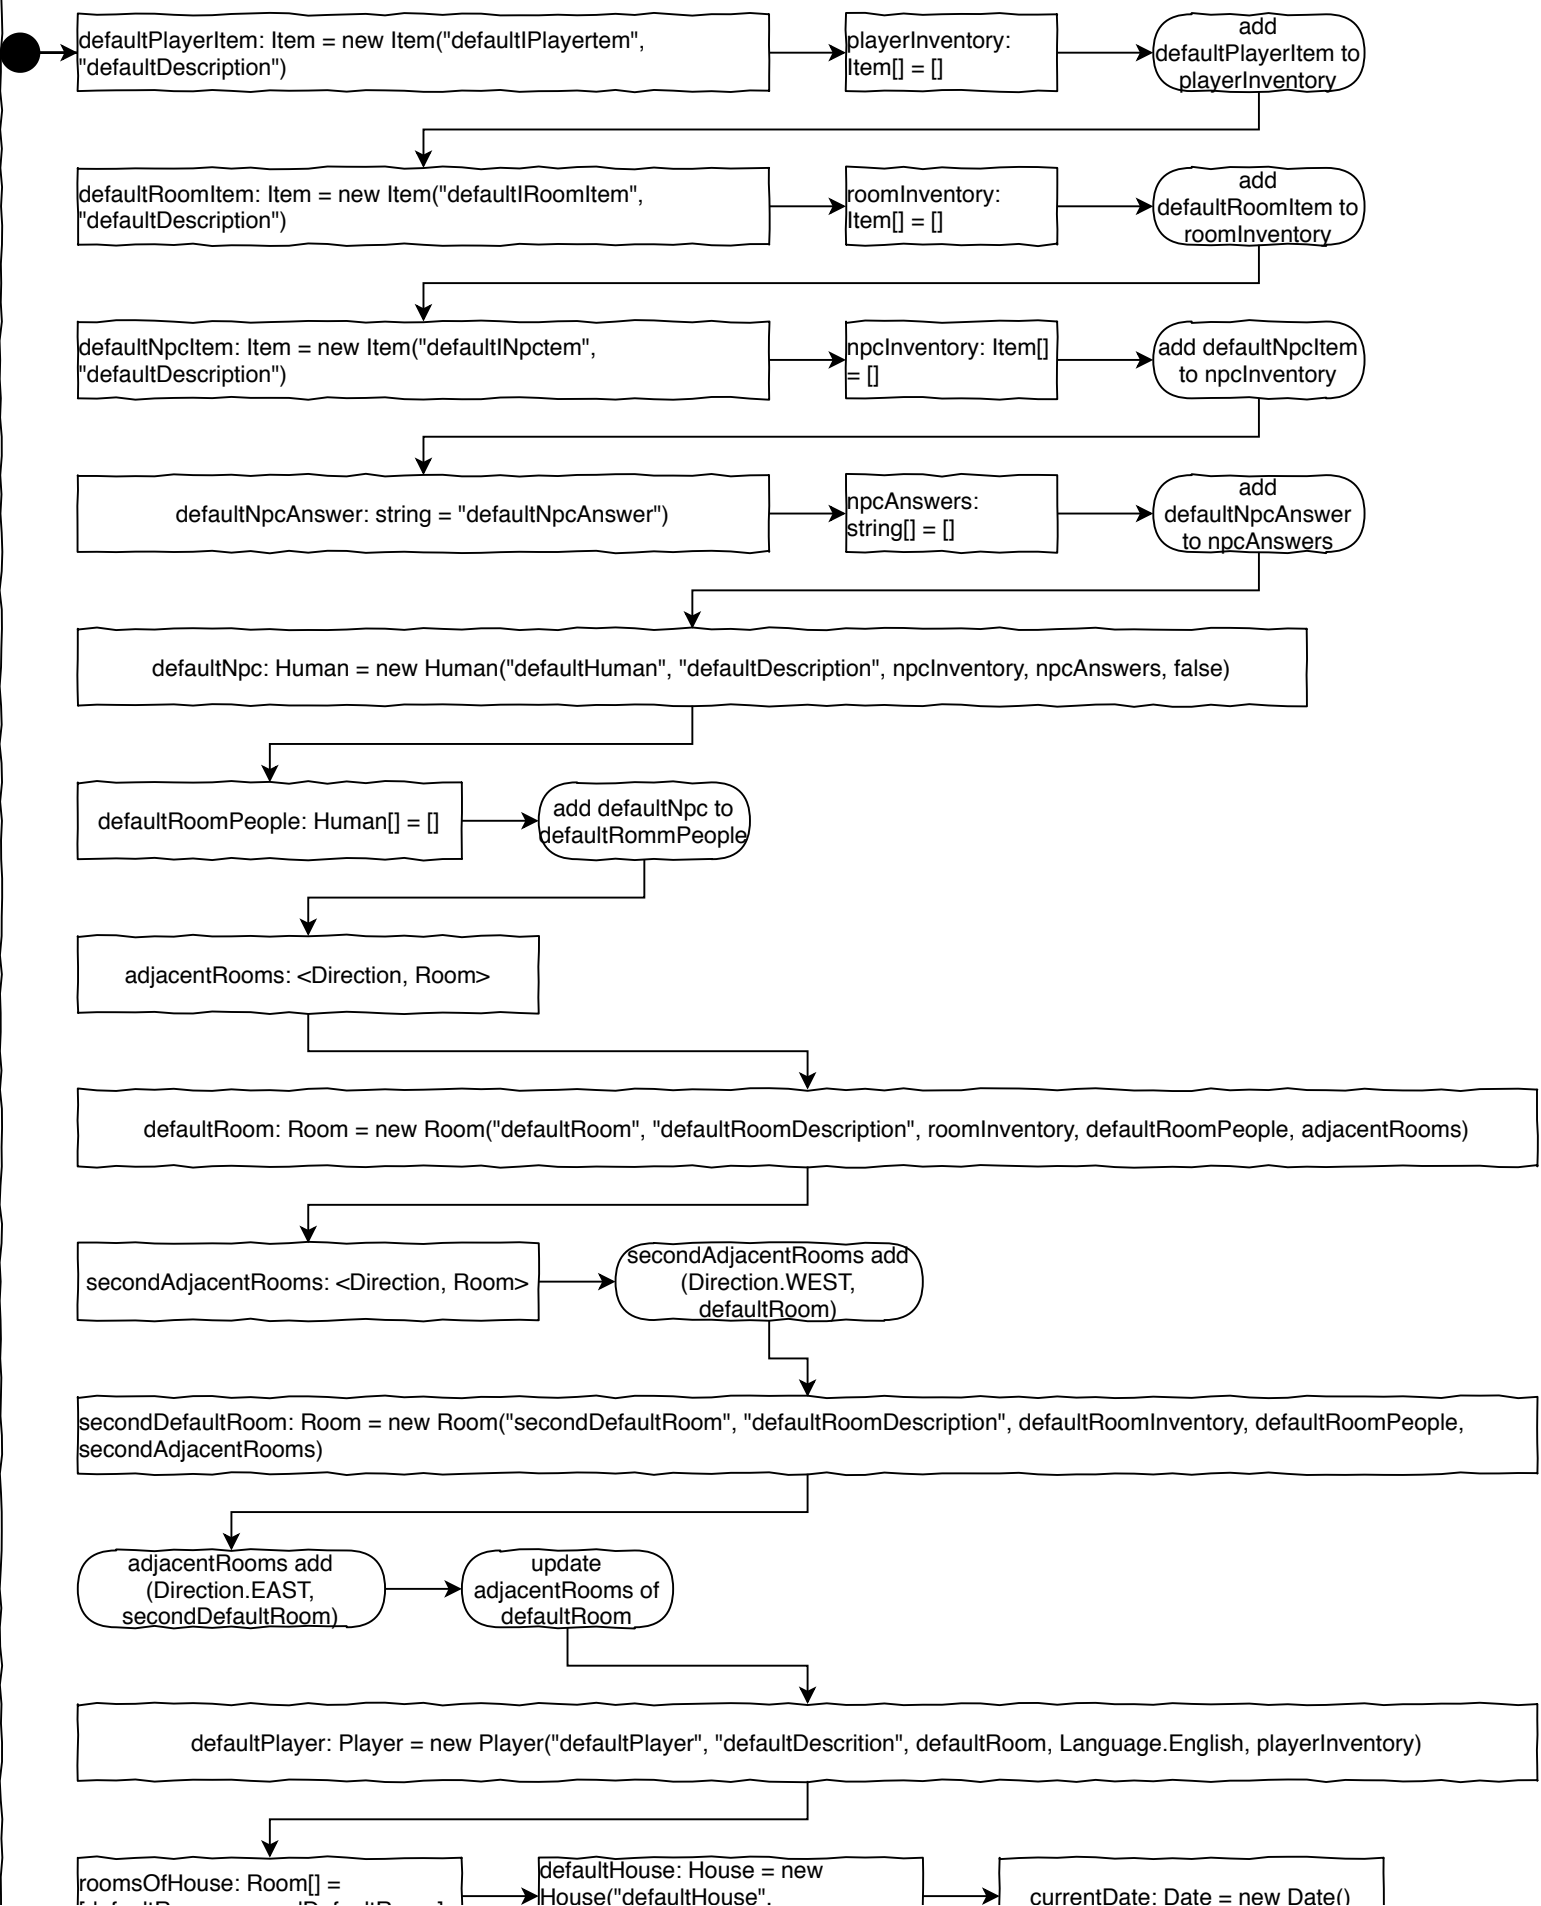 defaultPlayerItem: Item = new Item("defaultIPlayertem",
"defaultDescription")
playerInventory:
Item[] = []
add
defaultPlayerItem to
playerInventory
defaultRoomItem: Item = new Item("defaultIRoomItem",
"defaultDescription")
roomInventory:
Item[] = []
add
defaultRoomItem to
roomInventory
defaultNpcItem: Item = new Item("defaultINpctem",
"defaultDescription")
npcInventory: Item[]
= []
add defaultNpcItem
to npcInventory
defaultNpcAnswer: string = "defaultNpcAnswer")
npcAnswers:
string[] = []
add
defaultNpcAnswer
to npcAnswers
defaultNpc: Human = new Human("defaultHuman", "defaultDescription", npcInventory, npcAnswers, false)
defaultRoomPeople: Human[] = []
add defaultNpc to
defaultRommPeople
adjacentRooms: <Direction, Room>
defaultRoom: Room = new Room("defaultRoom", "defaultRoomDescription", roomInventory, defaultRoomPeople, adjacentRooms)
secondAdjacentRooms: <Direction, Room>
secondAdjacentRooms add
(Direction.WEST,
defaultRoom)
secondDefaultRoom: Room = new Room("secondDefaultRoom", "defaultRoomDescription", defaultRoomInventory, defaultRoomPeople,
secondAdjacentRooms)
adjacentRooms add
(Direction.EAST,
secondDefaultRoom)
update
adjacentRooms of
defaultRoom
defaultPlayer: Player = new Player("defaultPlayer", "defaultDescrition", defaultRoom, Language.English, playerInventory)
roomsOfHouse: Room[] =
defaultHouse: House = new
House("defaultHouse",
currentDate: Date = new Date()